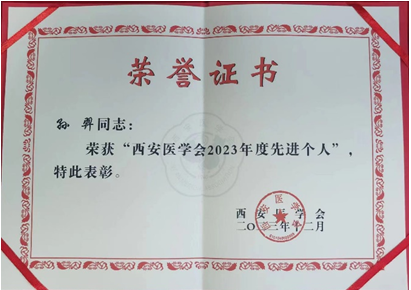 荣誉证书
孙羿同志：
荣获“西安医学会2023年度先进个人”，
特此表彰。
西安医学会
二〇二三年十二月